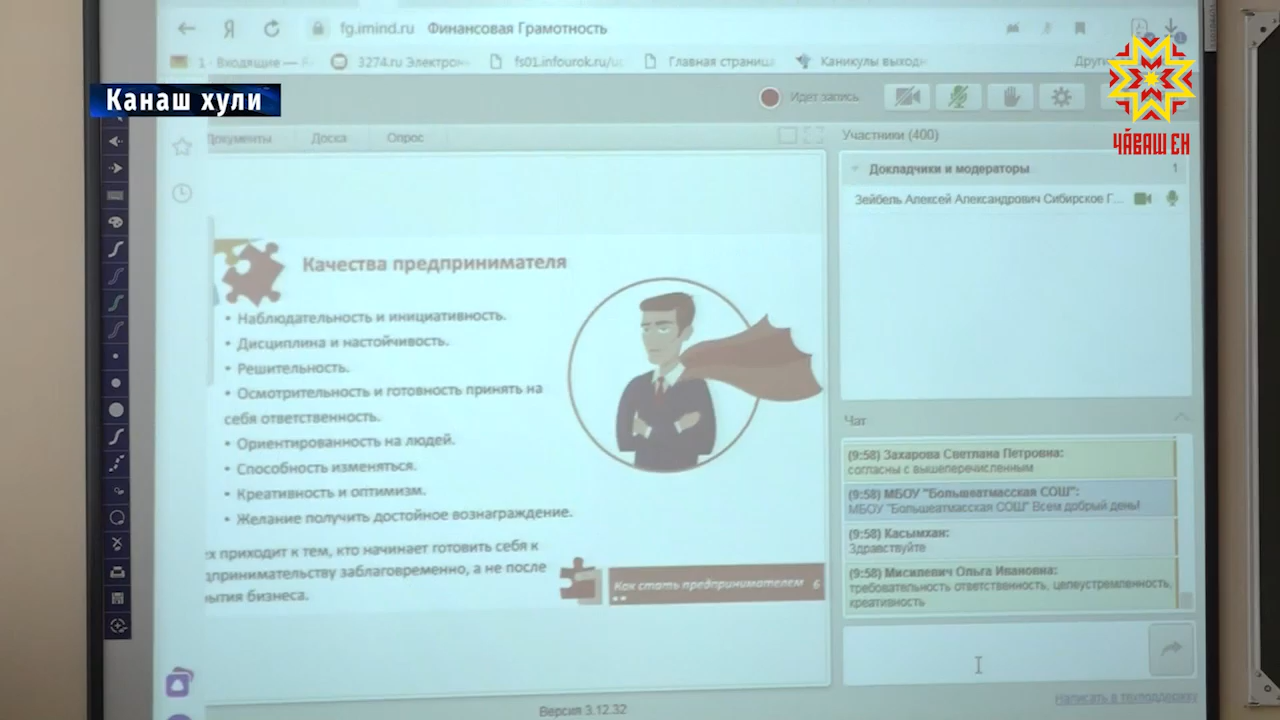 fg.imind.ru Финансовая Грамотность
1 - Входящие — Я
3274.ru Электрон
fs01.infourok.ru/u
Главная страница
Каникулы выход
Други
Канаш хули
ЧӐВАШ ЕН
Идет запись
Документы Доска Опрос
Участники (400)
Докладчики и модераторы 1
Зейбель Алексей Александрович Сибирское Г...
Качества предпринимателя
• Наблюдательность и инициативность.
• Дисциплина и настойчивость.
• Решительность.
• Осмотрительность и готовность принять на
себя ответственность.
• Ориентированность на людей.
• Способность изменяться.
• Креативность и оптимизм.
• Желание получить достойное вознаграждение.
ех приходит к тем, кто начинает готовить себя к
дпринимательству заблаговременно, а не после
ытия бизнеса.
Как стать предпринимателем 6
Чат
(9:58) Захарова Светлана Петровна:
согласны с вышеперечисленным
(9:58) МБОУ "Большеатмасская СОШ":
МБОУ "Большеатмасская СОШ" Всем добрый день!
(9:58) Касымхан:
Здравствуйте
(9:58) Мисилевич Ольга Ивановна:
требовательность ответственность, целеустремленность,
креативность
Написать в техподдержку
Версия 3.12.32